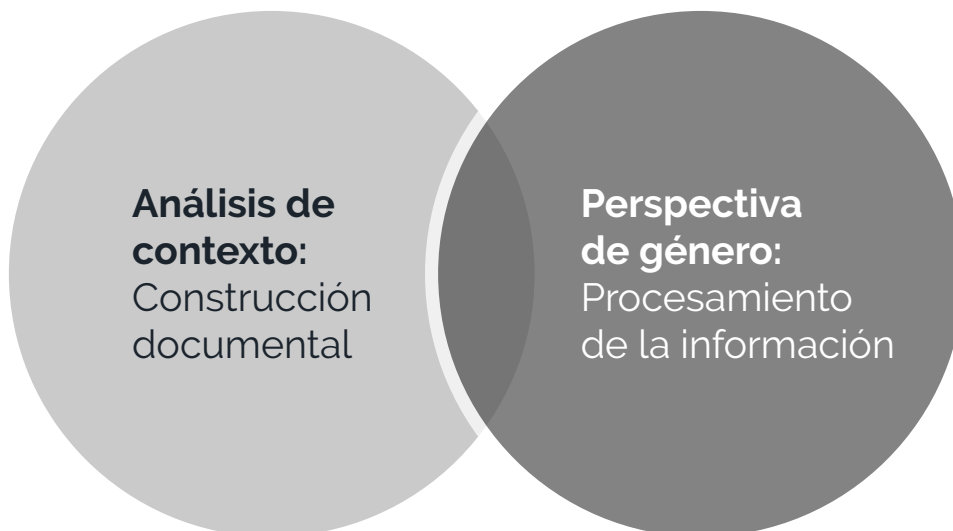 Análisis de
contexto:
Construcción
documental
Perspectiva
de género:
Procesamiento
de la información